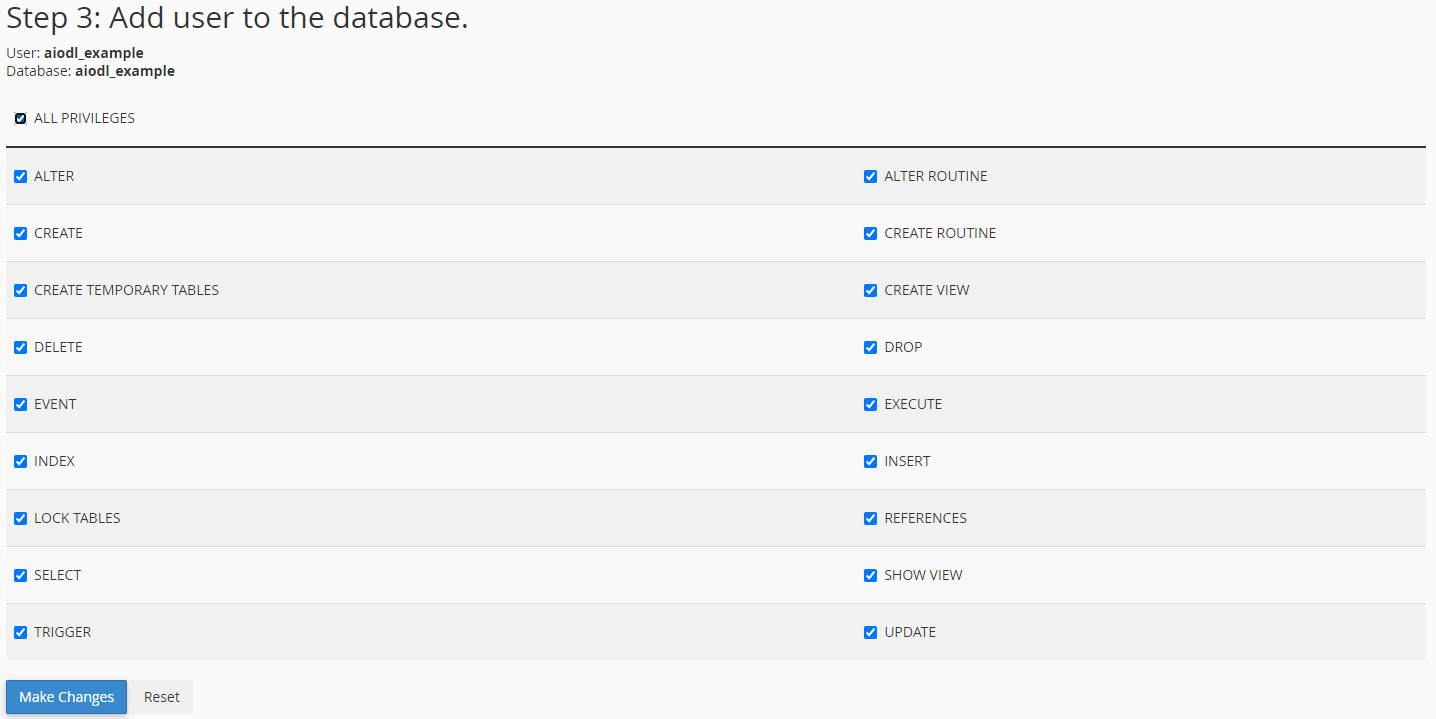 Step 3: Add user to the database.
User: aiodl_example
Database: aiodl_example
ALL PRIVILEGES
ALTER
ALTER ROUTINE
CREATE
CREATE ROUTINE
CREATE TEMPORARY TABLES
CREATE VIEW
DELETE
DROP
EVENT
EXECUTE
INDEX
INSERT
LOCK TABLES
REFERENCES
SELECT
SHOW VIEW
TRIGGER
UPDATE
Make Changes
Reset